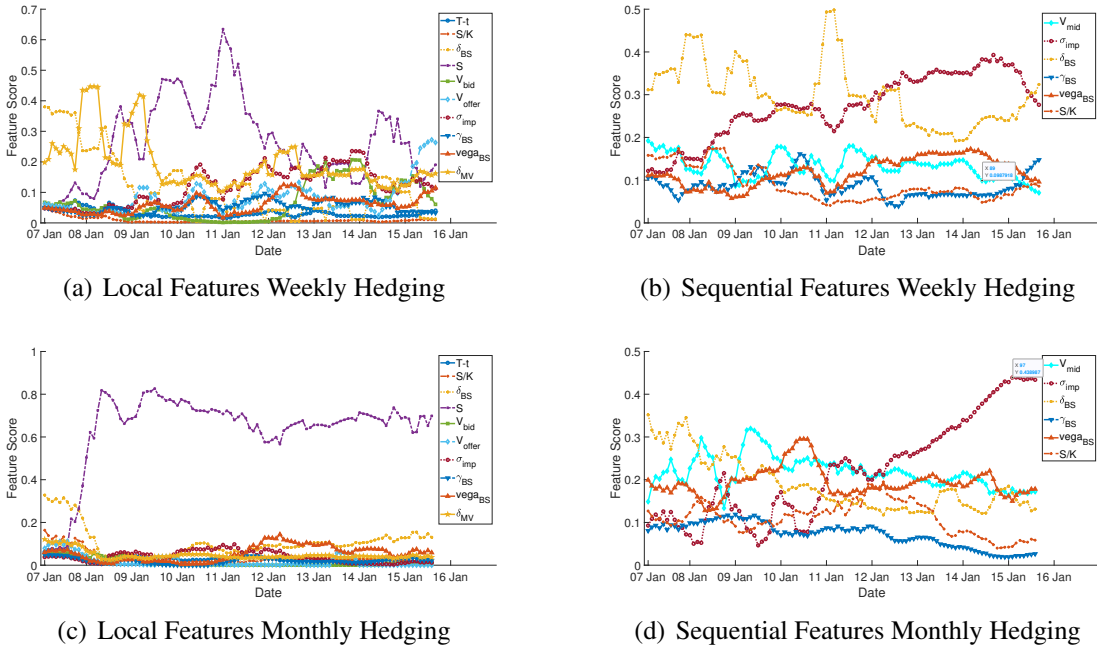 0.7
0.6
0.5
0.4
0.3
0.2
0.1
0
Feature Score
07 Jan 08 Jan 09 Jan 10 Jan 11 Jan 12 Jan 13 Jan 14 Jan 15 Jan 16 Jan
Date
T-t
S/K
δBS
S
Vbid
Voffer
σimp
γBS
vegaBS
δMV
(a) Local Features Weekly Hedging
0.5
0.4
0.3
0.2
0.1
0
Feature Score
07 Jan 08 Jan 09 Jan 10 Jan 11 Jan 12 Jan 13 Jan 14 Jan 15 Jan 16 Jan
Date
Vmid
σimp
δBS
γBS
vegaBS
S/K
(b) Sequential Features Weekly Hedging
1
0.8
0.6
0.4
0.2
0
Feature Score
07 Jan 08 Jan 09 Jan 10 Jan 11 Jan 12 Jan 13 Jan 14 Jan 15 Jan 16 Jan
Date
T-t
S/K
δBS
S
Vbid
Voffer
σimp
γBS
vegaBS
δMV
(c) Local Features Monthly Hedging
0.5
0.4
0.3
0.2
0.1
0
Feature Score
07 Jan 08 Jan 09 Jan 10 Jan 11 Jan 12 Jan 13 Jan 14 Jan 15 Jan 16 Jan
Date
X 97
Vmid
σimp
δBS
γBS
vegaBS
S/K
(d) Sequential Features Monthly Hedging